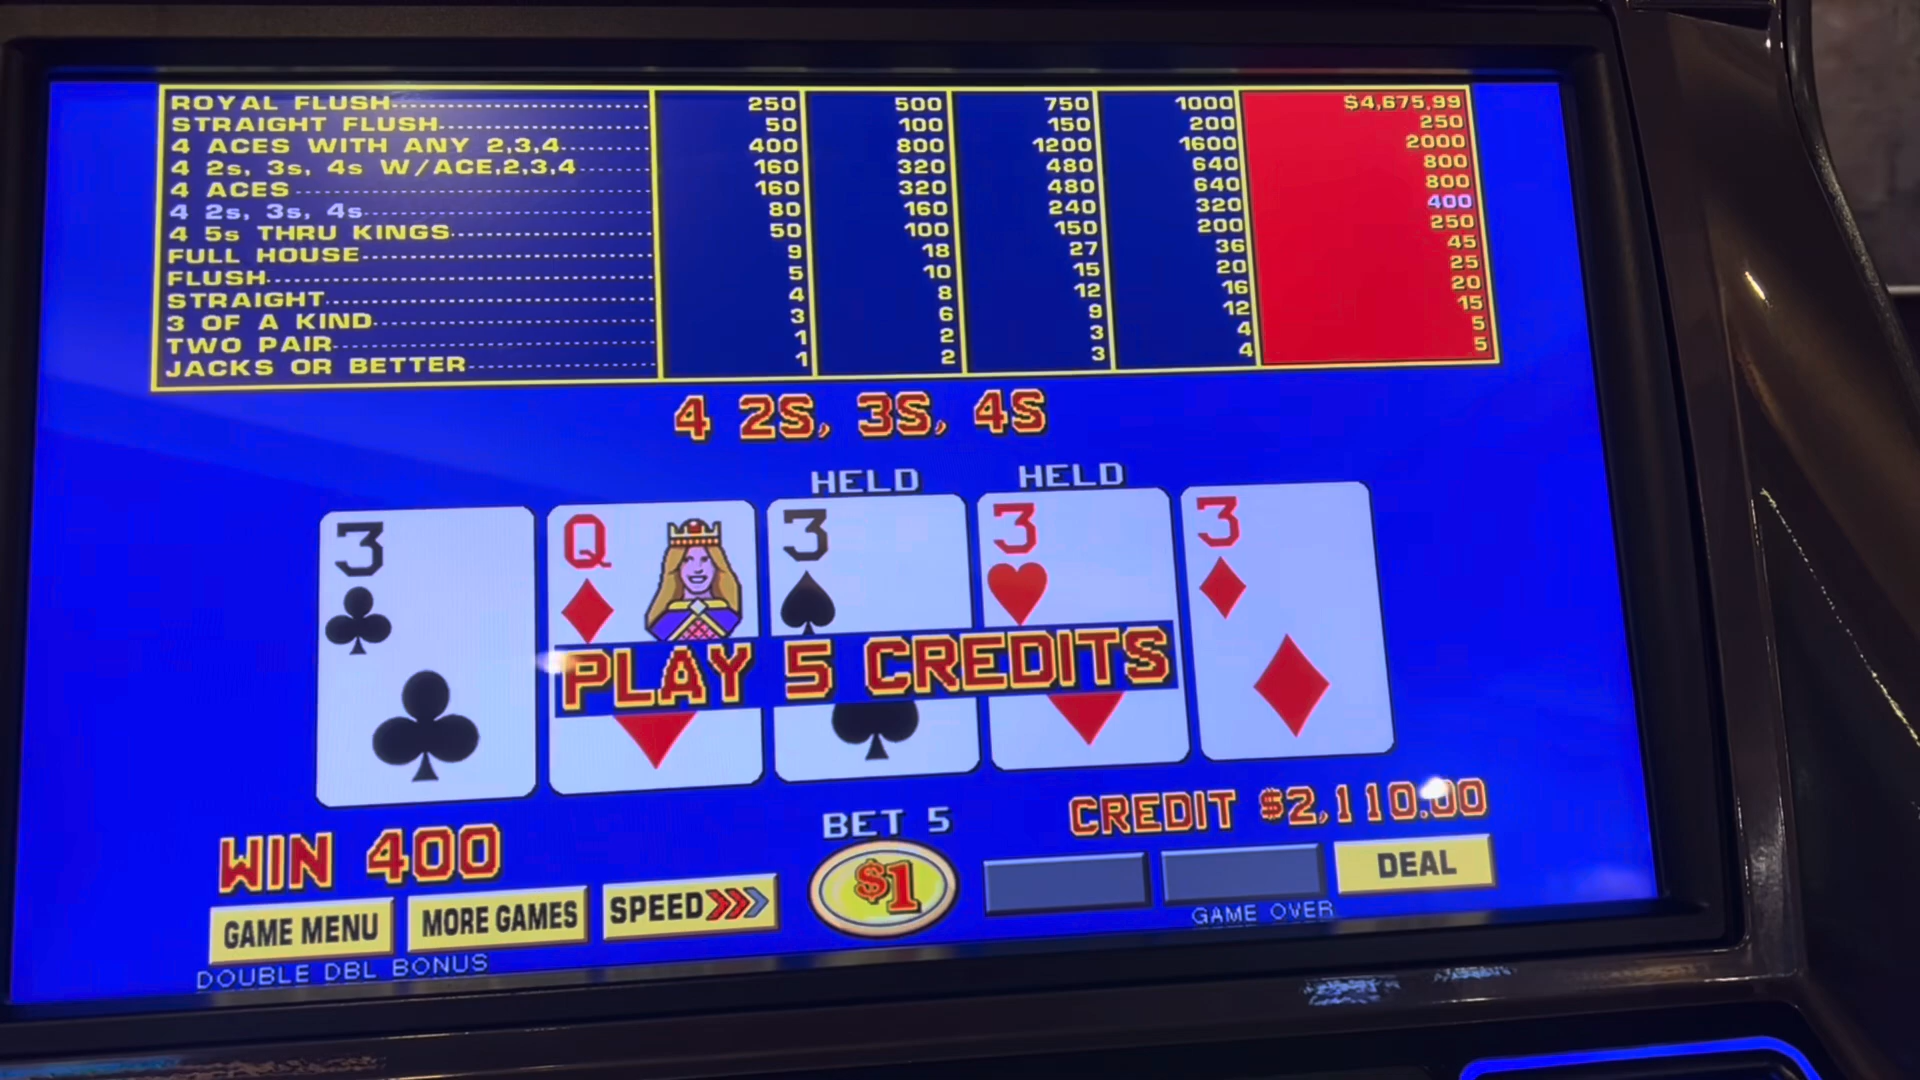 ROYAL FLUSH 250 500 750 1000 $4,675.99
STRAIGHT FLUSH 50 100 150 200 250
4 ACES WITH ANY 2,3,4 400 800 1200 1600 2000
4 2s, 3s, 4s W/ACE,2,3,4 160 320 480 640 800
4 ACES 160 320 480 640 800
4 2s, 3s, 4s 80 160 240 320 400
4 5s THRU KINGS 50 100 150 200 250
FULL HOUSE 9 18 27 36 45
FLUSH 5 10 15 20 25
STRAIGHT 4 8 12 16 20
3 OF A KIND 3 6 9 12 15
TWO PAIR 1 2 3 4 5
JACKS OR BETTER 1 2 3 4 5
4 2S, 3S, 4S
HELD HELD
3 Q 3 3 3
PLAY 5 CREDITS
WIN 400 BET 5 CREDIT $2,110.00
GAME MENU MORE GAMES SPEED $1 DEAL
GAME OVER
DOUBLE DBL BONUS